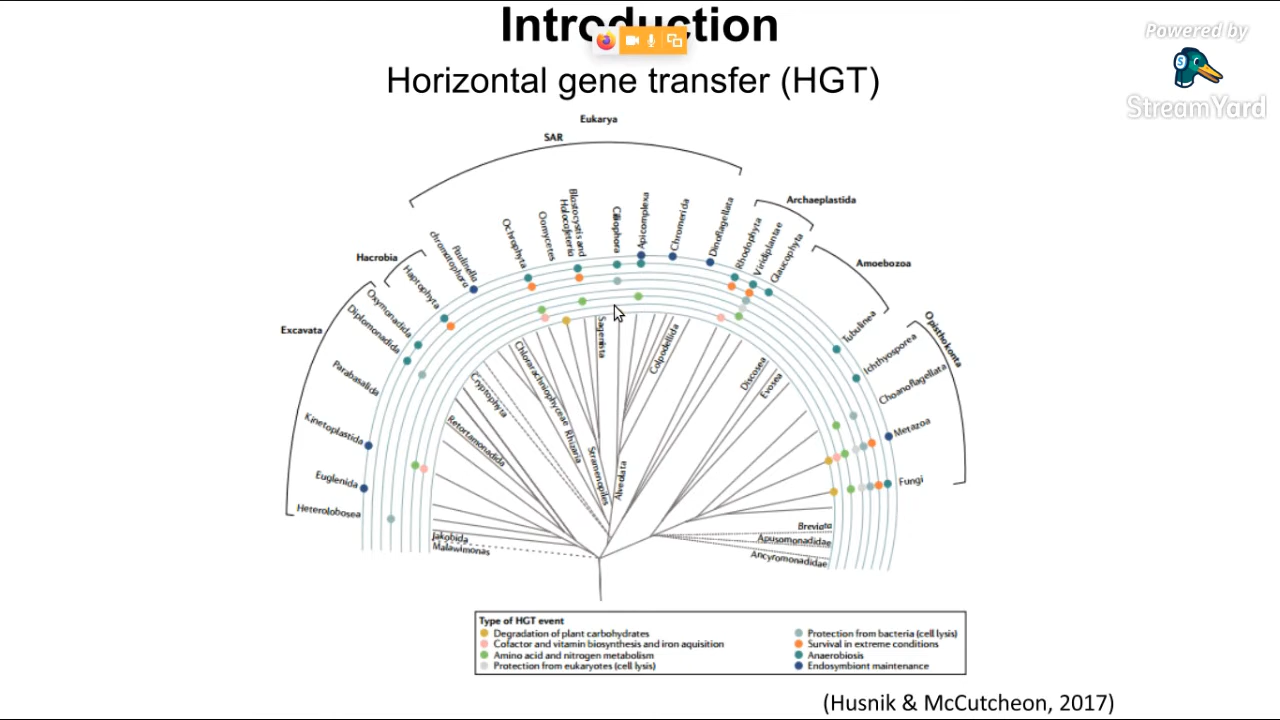 Introduction
Horizontal gene transfer (HGT)
Powered by
StreamYard
Eukarya
SAR
Archaeplastida
Hacrobia
Amoebozoa
Excavata
Opisthokonta
Heterolobosea
Euglenida
Kinetoplastida
Parabasalida
Diplomonadida
Oxymonadida
Haptophyta
Paulinella
chromatophora
Ochrophyta
Oomycetes
Blastocystis and
Ciliophora
Apicomplexa
Chromerida
Dinoflagellata
Rhodophyta
Viridiplantae
Glaucophyta
Tubulinea
Ichthyosporea
Choanoflagellata
Metazoa
Fungi
Jakobida
Malawimonas
Retortamonadida
Cryptophyta
Chlorarachniophyceae
Rhizaria
Stramenopiles
Alveolata
Colpodellida
Discosea
Evosea
Breviata
Apusomonadidae
Ancyromonadidae
Type of HGT event
Degradation of plant carbohydrates
Cofactor and vitamin biosynthesis and iron aquisition
Amino acid and nitrogen metabolism
Protection from eukaryotes (cell lysis)
Protection from bacteria (cell lysis)
Survival in extreme conditions
Anaerobiosis
Endosymbiont maintenance
(Husnik & McCutcheon, 2017)